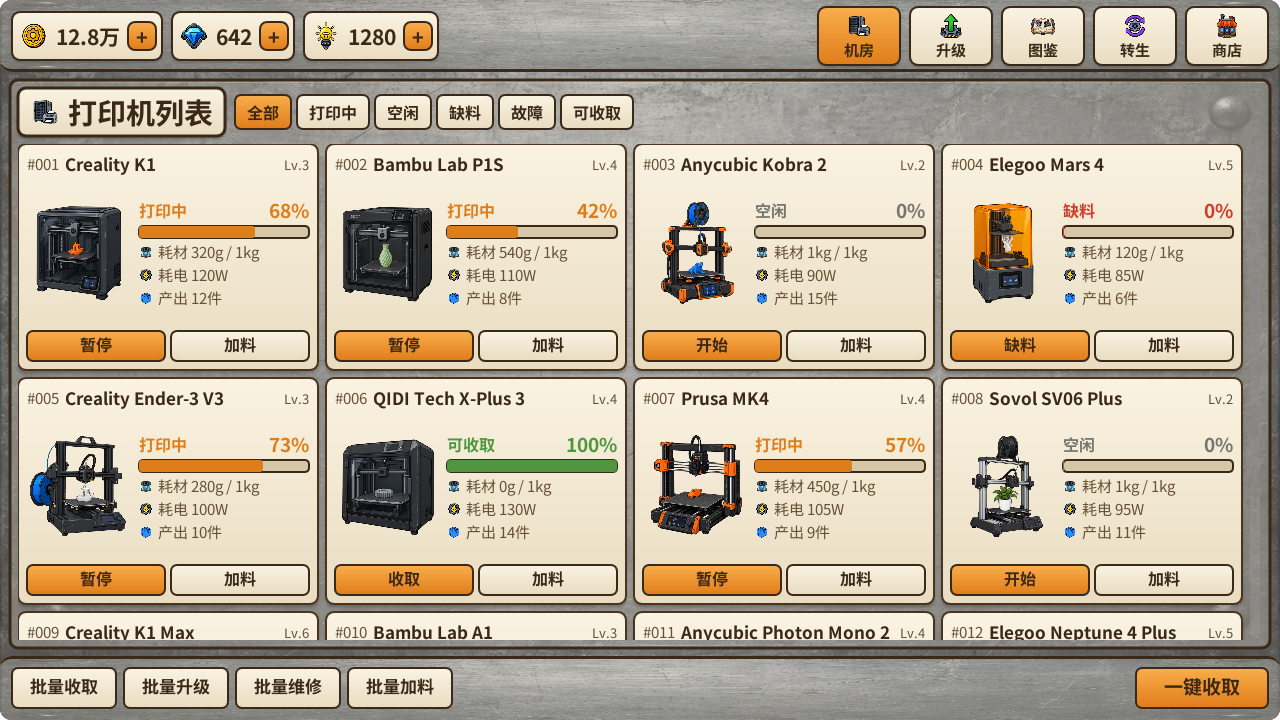 12.8万 + 642 + 1280 +
机房 升级 图鉴 转生 商店
打印机列表 全部 打印中 空闲 缺料 故障 可收取
#001 Creality K1 Lv.3
打印中 68%
耗材 320g / 1kg
耗电 120W
产出 12件
暂停 加料
#002 Bambu Lab P1S Lv.4
打印中 42%
耗材 540g / 1kg
耗电 110W
产出 8件
暂停 加料
#003 Anycubic Kobra 2 Lv.2
空闲 0%
耗材 1kg / 1kg
耗电 90W
产出 15件
开始 加料
#004 Elegoo Mars 4 Lv.5
缺料 0%
耗材 120g / 1kg
耗电 85W
产出 6件
缺料 加料
#005 Creality Ender-3 V3 Lv.3
打印中 73%
耗材 280g / 1kg
耗电 100W
产出 10件
暂停 加料
#006 QIDI Tech X-Plus 3 Lv.4
可收取 100%
耗材 0g / 1kg
耗电 130W
产出 14件
收取 加料
#007 Prusa MK4 Lv.4
打印中 57%
耗材 450g / 1kg
耗电 105W
产出 9件
暂停 加料
#008 Sovol SV06 Plus Lv.2
空闲 0%
耗材 1kg / 1kg
耗电 95W
产出 11件
开始 加料
#009 Creality K1 Max Lv.6
#010 Bambu Lab A1 Lv.3
#011 Anycubic Photon Mono 2 Lv.4
#012 Elegoo Neptune 4 Plus Lv.5
批量收取 批量升级 批量维修 批量加料 一键收取